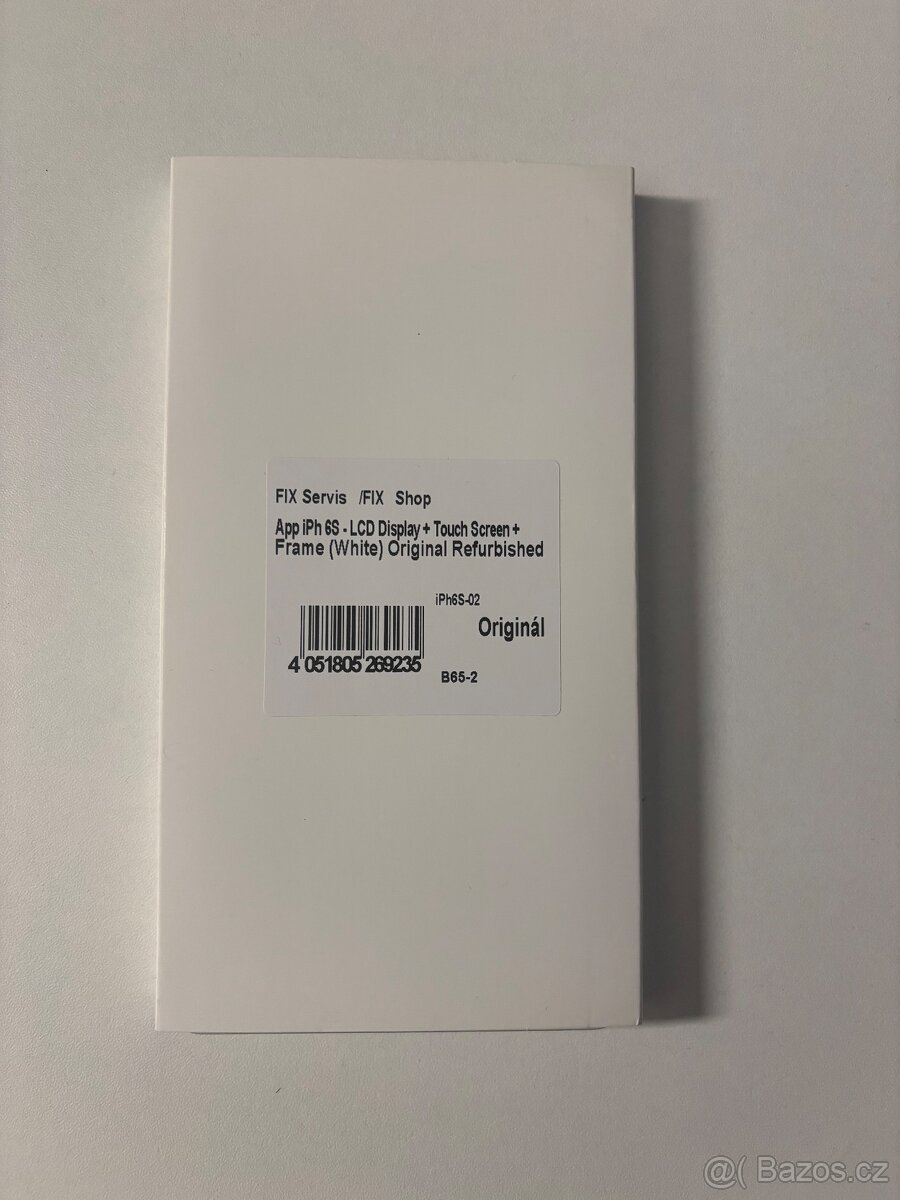 FIX Servis /FIX Shop
App iPh 6S - LCD Display + Touch Screen +
Frame (White) Original Refurbished
iPh6S-02
Originál
4 051805 269235
B65-2
@( Bazos.cz